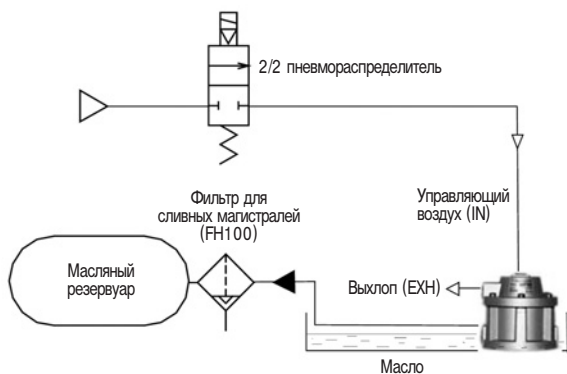 2/2 пневмораспределитель
Фильтр для
сливных магистралей
(FH100)
Управляющий
воздух (IN)
Масляный
резервуар
Выхлоп (EXH)
Масло